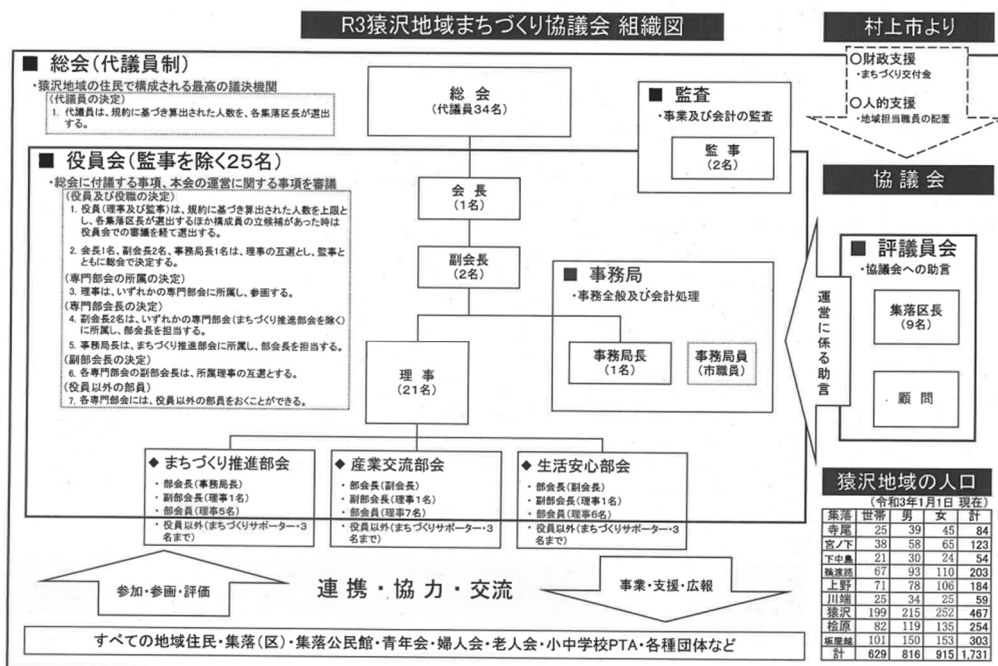 R3猿沢地域まちづくり協議会 組織図
村上市より
〇財政支援
・まちづくり交付金
〇人的支援
・地域担当職員の配置
■ 総会(代議員制)
・猿沢地域の住民で構成される最高の議決機関
(代議員の決定)
1. 代議員は、規約に基づき算出された人数を、各集落区長が選出
する。
総 会
(代議員34名)
■ 監査
・事業及び会計の監査
監 事
(2名)
■ 役員会(監事を除く25名)
・総会に付議する事項、本会の運営に関する事項を審議
(役員及び役職の決定)
1. 役員(理事及び監事)は、規約に基づき算出された人数を上限と
し、各集落区長が選出するほか構成員の立候補があった時は
役員会での審議を経て選出する。
2. 会長1名、副会長2名、事務局長1名は、理事の互選とし、監事と
ともに総会で決定する。
(専門部会の所属の決定)
3. 理事は、いずれかの専門部会に所属し、参画する。
(専門部会長の決定)
4. 副会長2名は、いずれかの専門部会(まちづくり推進部会を除く)
に所属し、部会長を担当する。
5. 事務局長は、まちづくり推進部会に所属し、部会長を担当する。
(副部会長の決定)
6. 各専門部会の副部会長は、所属理事の互選とする。
(役員以外の部員)
7. 各専門部会には、役員以外の部員をおくことができる。
会 長
(1名)
副会長
(2名)
■ 事務局
・事務全般及び会計処理
事務局長
(1名)
事務局員
(市職員)
理 事
(21名)
協 議 会
運営に係る助言
■ 評議員会
・協議会への助言
集落区長
(9名)
顧 問
◆ まちづくり推進部会
・部会長(事務局長)
・副部会長(理事1名)
・部会員(理事5名)
・役員以外(まちづくりサポーター・3
名まで)
◆ 産業交流部会
・部会長(副会長)
・副部会長(理事1名)
・部会員(理事7名)
・役員以外(まちづくりサポーター・3
名まで)
◆ 生活安心部会
・部会長(副会長)
・副部会長(理事1名)
・部会員(理事6名)
・役員以外(まちづくりサポーター・3
名まで)
参加・参画・評価
連携・協力・交流
事業・支援・広報
すべての地域住民・集落(区)・集落公民館・青年会・婦人会・老人会・小中学校PTA・各種団体など
猿沢地域の人口
(令和3年1月1日 現在)
集落 世帯 男 女 計
寺尾 25 39 45 84
宮ノ下 38 58 65 123
下中島 21 30 24 54
鵜渡路 67 93 110 203
上野 71 78 106 184
川端 25 34 25 59
猿沢 199 215 252 467
桧原 82 119 135 254
板屋越 101 150 153 303
計 629 816 915 1,731